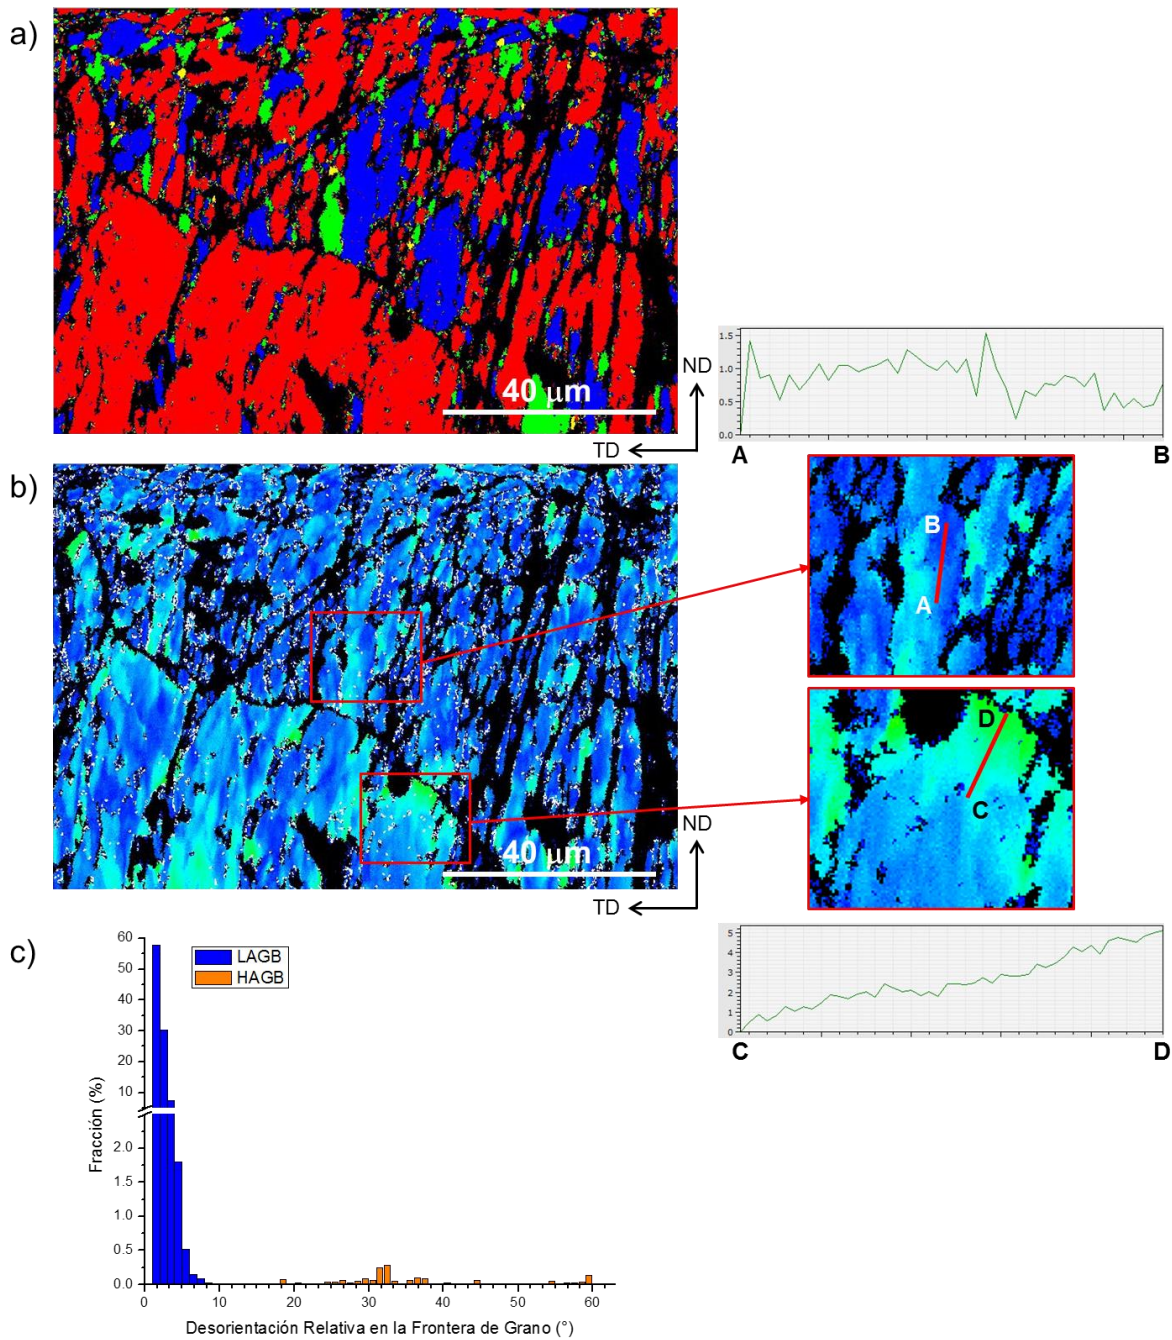 a)
40 μm
ND
TD
1.5
1.0
0.5
0.0
A
B
b)
B
A
D
C
40 μm
ND
TD
5
4
3
2
1
0
C
D
c)
60
50
40
30
20
10
2.0
1.5
1.0
0.5
0.0
LAGB
HAGB
Fracción (%)
0
10
20
30
40
50
60
Desorientación Relativa en la Frontera de Grano (°)